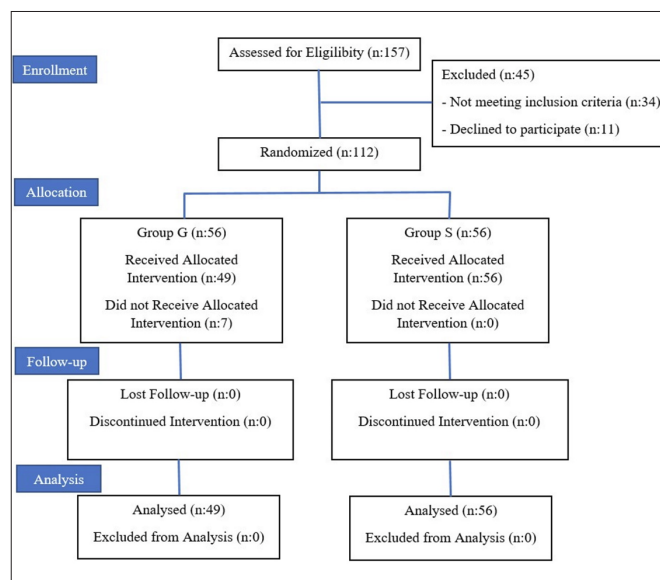 Enrollment
Assessed for Eligilibity (n:157)
Excluded (n:45)
- Not meeting inclusion criteria (n:34)
- Declined to participate (n:11)
Randomized (n:112)
Allocation
Group G (n:56)
Received Allocated
Intervention (n:49)
Did not Receive Allocated
Intervention (n:7)
Group S (n:56)
Received Allocated
Intervention (n:56)
Did not Receive Allocated
Intervention (n:0)
Follow-up
Lost Follow-up (n:0)
Discontinued Intervention (n:0)
Lost Follow-up (n:0)
Discontinued Intervention (n:0)
Analysis
Analysed (n:49)
Excluded from Analysis (n:0)
Analysed (n:56)
Excluded from Analysis (n:0)